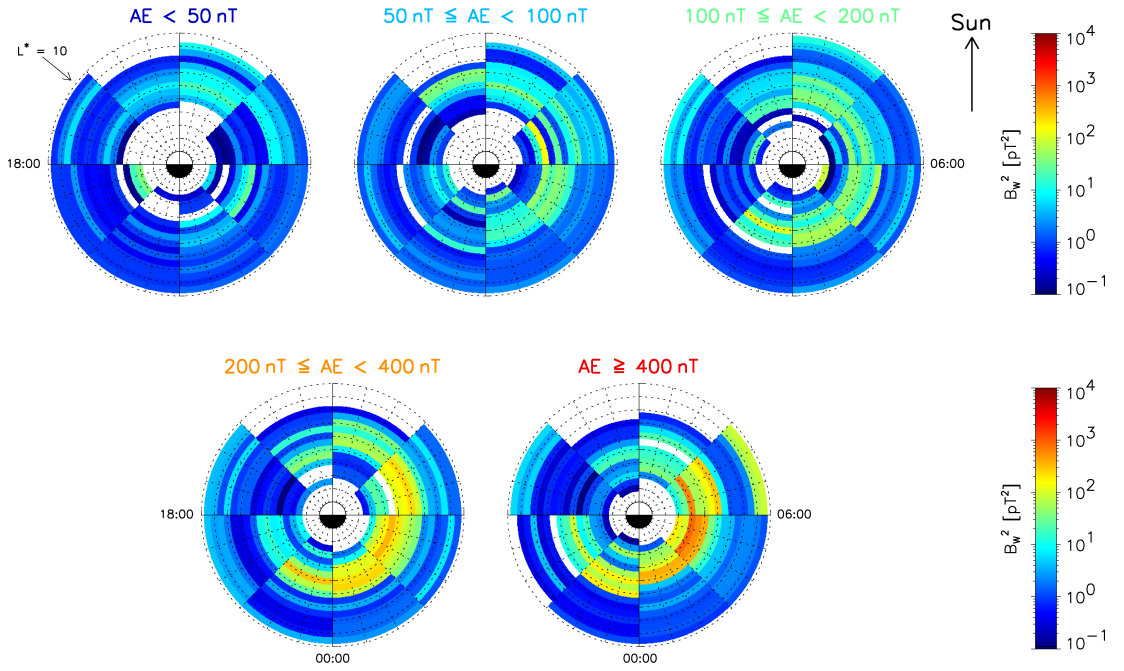 AE < 50 nT
50 nT ≦ AE < 100 nT
100 nT ≦ AE < 200 nT
Sun
L* = 10
18:00
06:00
B_w² [pT²]
10⁴
10³
10²
10¹
10⁰
10⁻¹
200 nT ≦ AE < 400 nT
AE ≧ 400 nT
18:00
06:00
00:00
00:00
B_w² [pT²]
10⁴
10³
10²
10¹
10⁰
10⁻¹